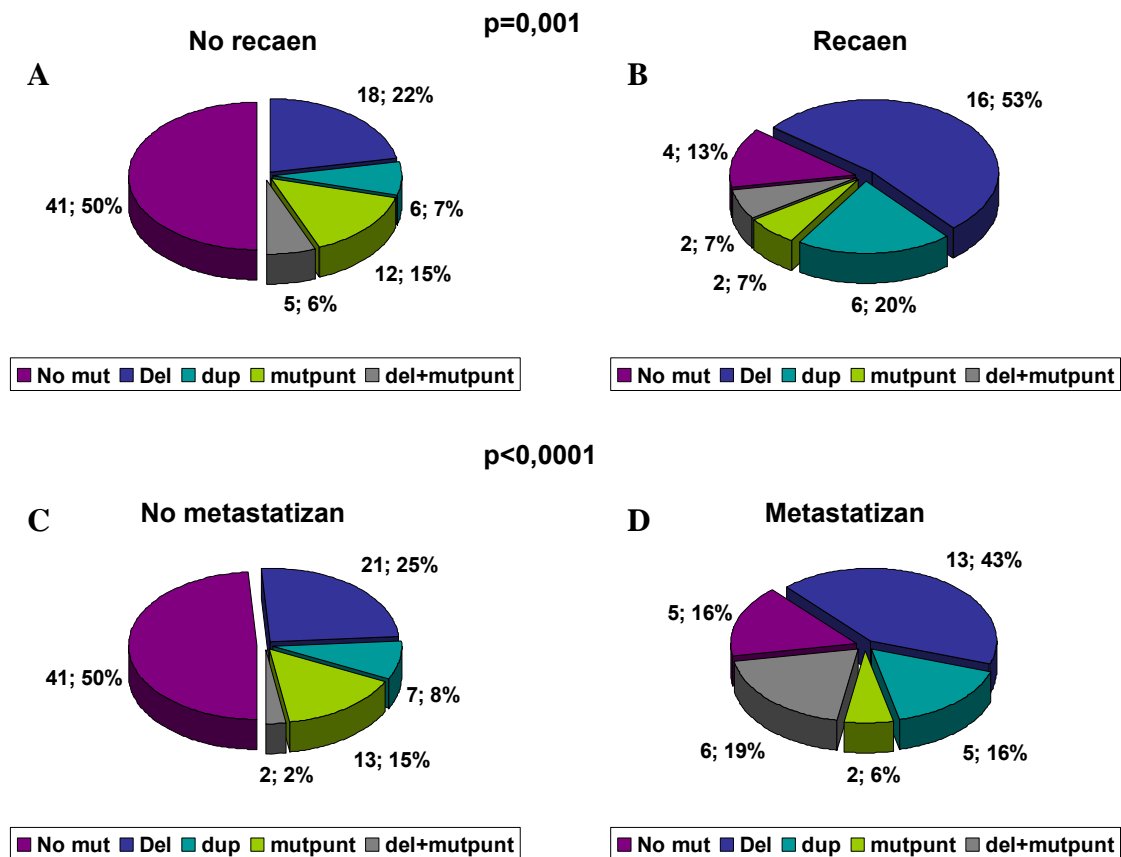 p=0,001
No recaen
Recaen
A
B
18; 22%
16; 53%
4; 13%
41; 50%
6; 7%
2; 7%
12; 15%
2; 7%
5; 6%
6; 20%
No mut Del dup mutpunt del+mutpunt
No mut Del dup mutpunt del+mutpunt
p<0,0001
C
No metastatizan
D
Metastatizan
21; 25%
13; 43%
5; 16%
41; 50%
7; 8%
13; 15%
6; 19%
5; 16%
2; 2%
2; 6%
No mut Del dup mutpunt del+mutpunt
No mut Del dup mutpunt del+mutpunt